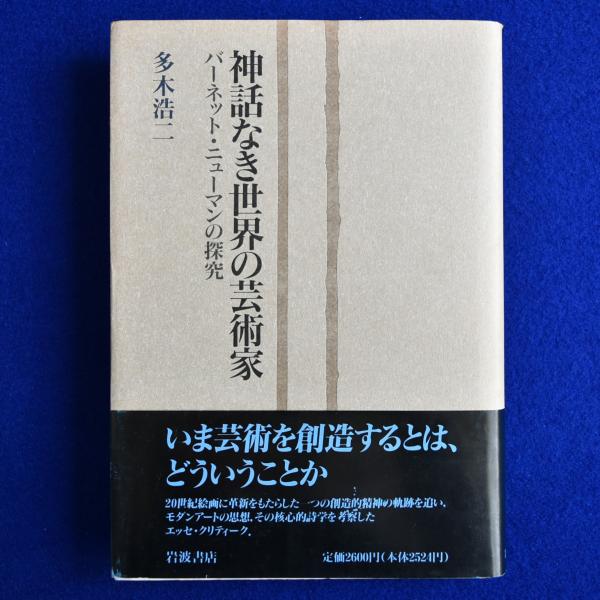 神話なき世界の芸術家
バーネット・ニューマンの探究
多木浩二
いま芸術を創造するとは、
どういうことか
20世紀絵画に革新をもたらした一つの創造的精神の軌跡を追い、
モダンアートの思想、その核心的詩学を考察した
エッセ・クリティーク。
岩波書店
定価2600円(本体2524円)